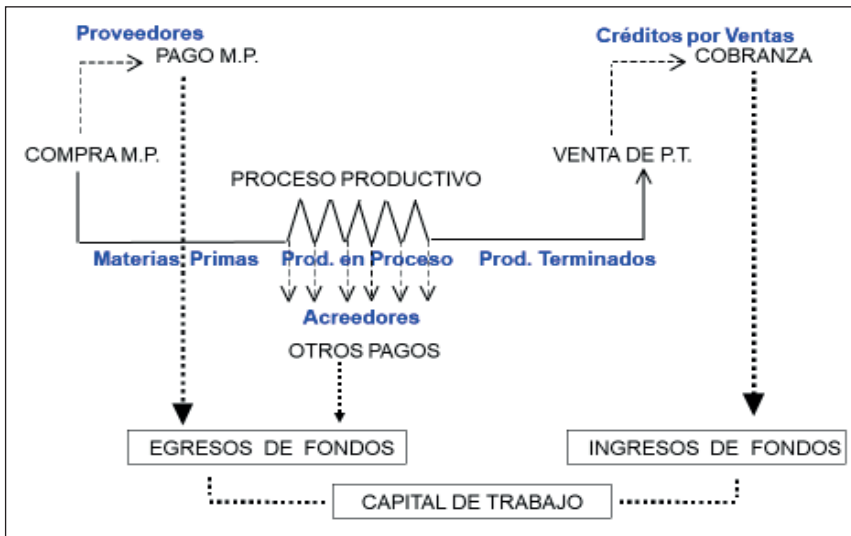 Proveedores
PAGO M.P.
Créditos por Ventas
COBRANZA
COMPRA M.P.
VENTA DE P.T.
PROCESO PRODUCTIVO
Materias Primas
Prod. en Proceso
Prod. Terminados
Acreedores
OTROS PAGOS
EGRESOS DE FONDOS
INGRESOS DE FONDOS
CAPITAL DE TRABAJO